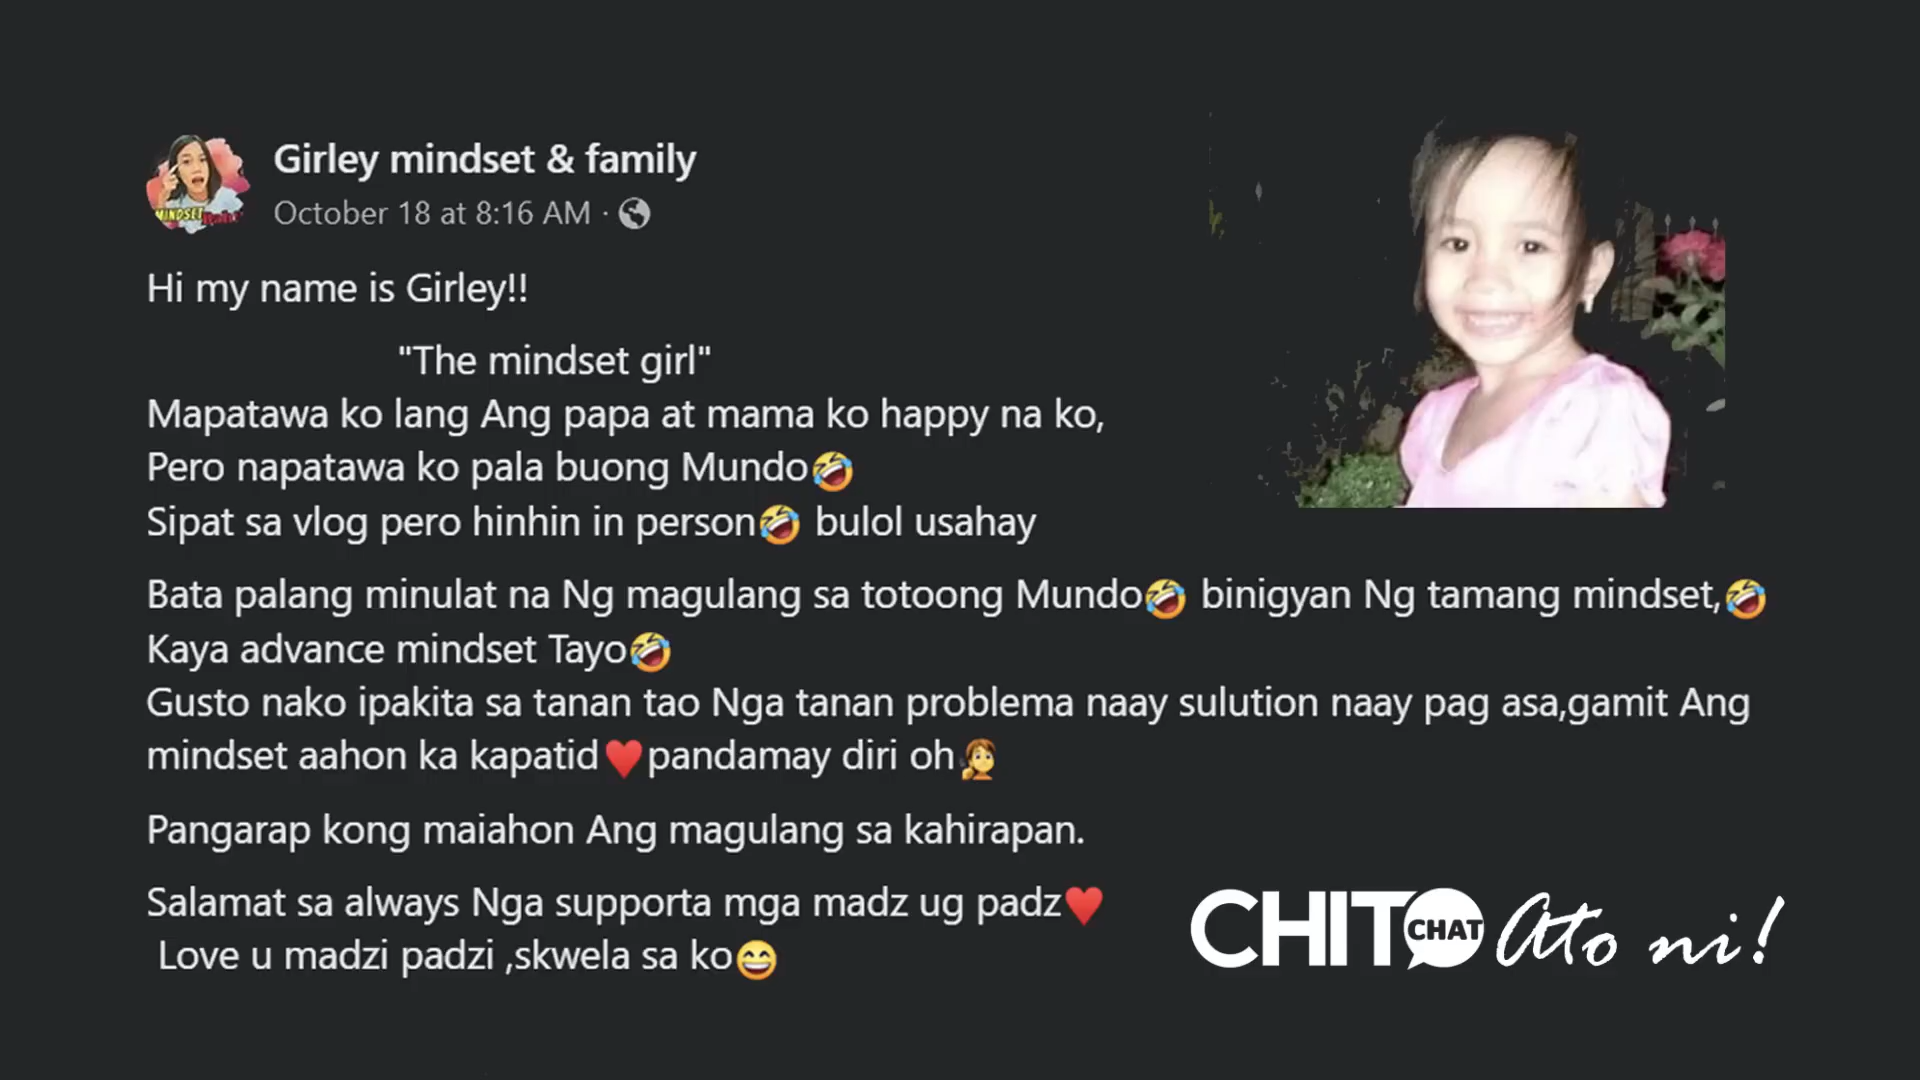 Girley mindset & family
October 18 at 8:16 AM ·
Hi my name is Girley!!
"The mindset girl"
Mapatawa ko lang Ang papa at mama ko happy na ko,
Pero napatawa ko pala buong Mundo🤣
Sipat sa vlog pero hinhin in person🤣 bulol usahay
Bata palang minulat na Ng magulang sa totoong Mundo🤣 binigyan Ng tamang mindset,🤣
Kaya advance mindset Tayo🤣
Gusto nako ipakita sa tanan tao Nga tanan problema naay sulution naay pag asa,gamit Ang
mindset aahon ka kapatid♥️pandamay diri oh🧏‍♀️
Pangarap kong maiahon Ang magulang sa kahirapan.
Salamat sa always Nga supporta mga madz ug padz♥️
Love u madzi padzi ,skwela sa ko😄
MINDSET
CHITO CHAT Ato ni!